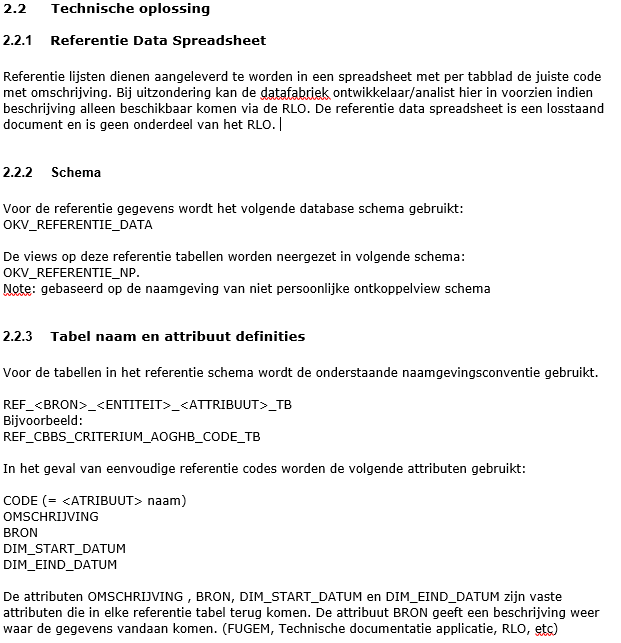 2.2 Technische oplossing
2.2.1 Referentie Data Spreadsheet
Referentie lijsten dienen aangeleverd te worden in een spreadsheet met per tabblad de juiste code
met omschrijving. Bij uitzondering kan de datafabriek ontwikkelaar/analist hier in voorzien indien
beschrijving alleen beschikbaar komen via de RLO. De referentie data spreadsheet is een losstaand
document en is geen onderdeel van het RLO.
2.2.2 Schema
Voor de referentie gegevens wordt het volgende database schema gebruikt:
OKV_REFERENTIE_DATA
De views op deze referentie tabellen worden neergezet in volgende schema:
OKV_REFERENTIE_NP.
Note: gebaseerd op de naamgeving van niet persoonlijke ontkoppelview schema
2.2.3 Tabel naam en attribuut definities
Voor de tabellen in het referentie schema wordt de onderstaande naamgevingsconventie gebruikt.
REF_<BRON>_<ENTITEIT>_<ATTRIBUUT>_TB
Bijvoorbeeld:
REF_CBBS_CRITERIUM_AOGHB_CODE_TB
In het geval van eenvoudige referentie codes worden de volgende attributen gebruikt:
CODE (= <ATRIBUUT> naam)
OMSCHRIJVING
BRON
DIM_START_DATUM
DIM_EIND_DATUM
De attributen OMSCHRIJVING , BRON, DIM_START_DATUM en DIM_EIND_DATUM zijn vaste
attributen die in elke referentie tabel terug komen. De attribuut BRON geeft een beschrijving weer
waar de gegevens vandaan komen. (FUGEM, Technische documentatie applicatie, RLO, etc)